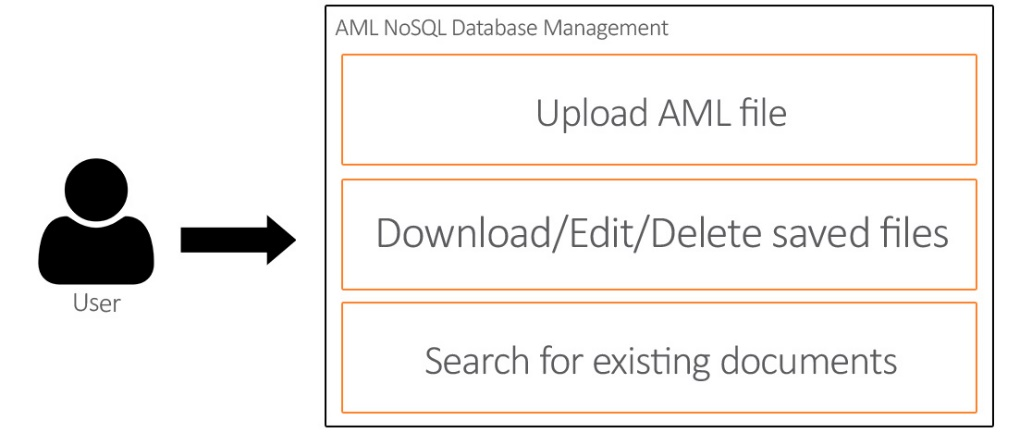 AML NoSQL Database Management
Upload AML file
Download/Edit/Delete saved files
User
Search for existing documents